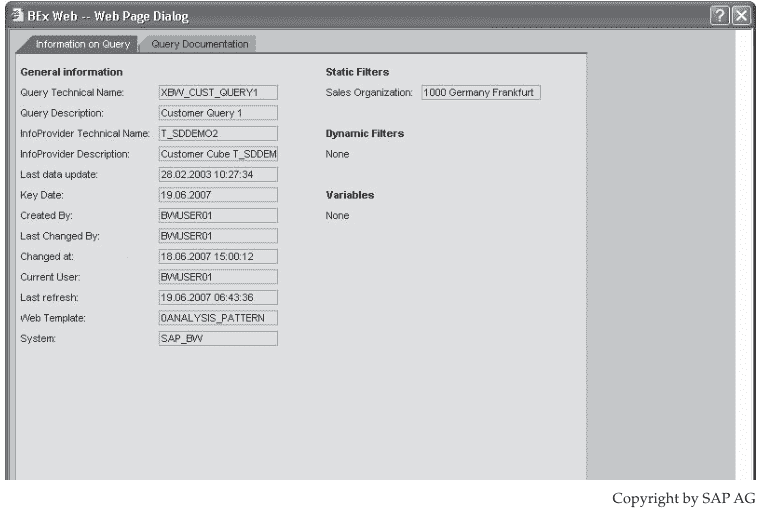 BEx Web -- Web Page Dialog
Information on Query Query Documentation
General information
Query Technical Name: XBW_CUST_QUERY1
Query Description: Customer Query 1
InfoProvider Technical Name: T_SDDEMO2
InfoProvider Description: Customer Cube T_SDDEM
Last data update: 28.02.2003 10:27:34
Key Date: 19.06.2007
Created By: BWUSER01
Last Changed By: BWUSER01
Changed at: 18.06.2007 15:00:12
Current User: BWUSER01
Last refresh: 19.06.2007 06:43:36
Web Template: 0ANALYSIS_PATTERN
System: SAP_BW
Static Filters
Sales Organization: 1000 Germany Frankfurt
Dynamic Filters
None
Variables
None
Copyright by SAP AG